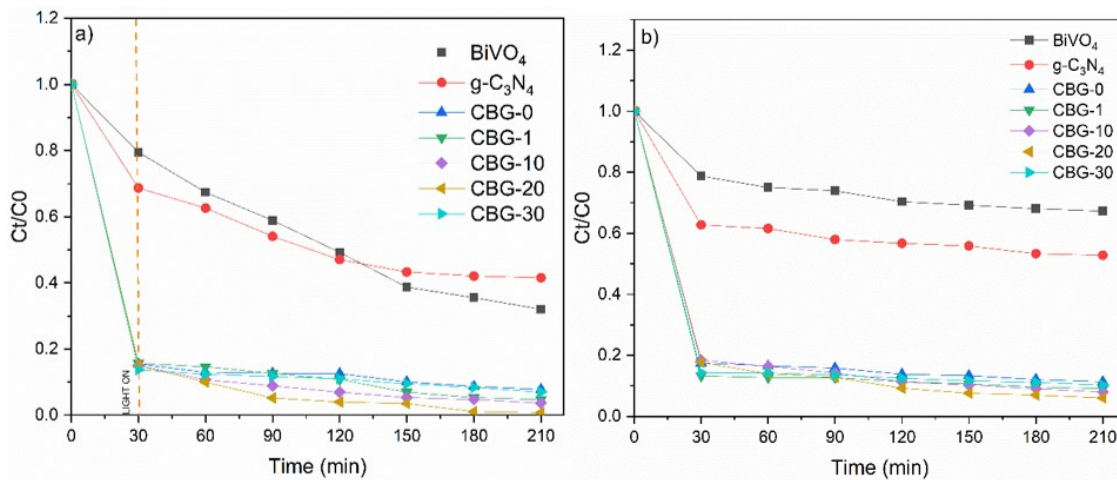 a)
BiVO₄
g-C₃N₄
CBG-0
CBG-1
CBG-10
CBG-20
CBG-30
1.2
1.0
0.8
0.6
0.4
0.2
0.0
Ct/C0
LIGHT ON
0 30 60 90 120 150 180 210
Time (min)
b)
BiVO₄
g-C₃N₄
CBG-0
CBG-1
CBG-10
CBG-20
CBG-30
1.2
1.0
0.8
0.6
0.4
0.2
0.0
Ct/C0
0 30 60 90 120 150 180 210
Time (min)